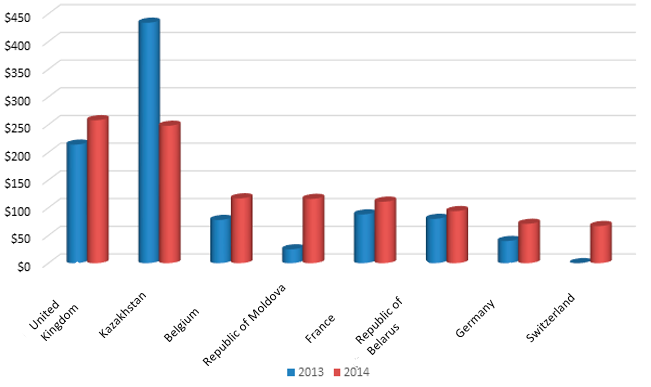 $450
$400
$350
$300
$250
$200
$150
$100
$50
$0
United
Kingdom
Kazakhstan
Belgium
Republic of Moldova
France
Republic of
Belarus
Germany
Switzerland
2013 2014